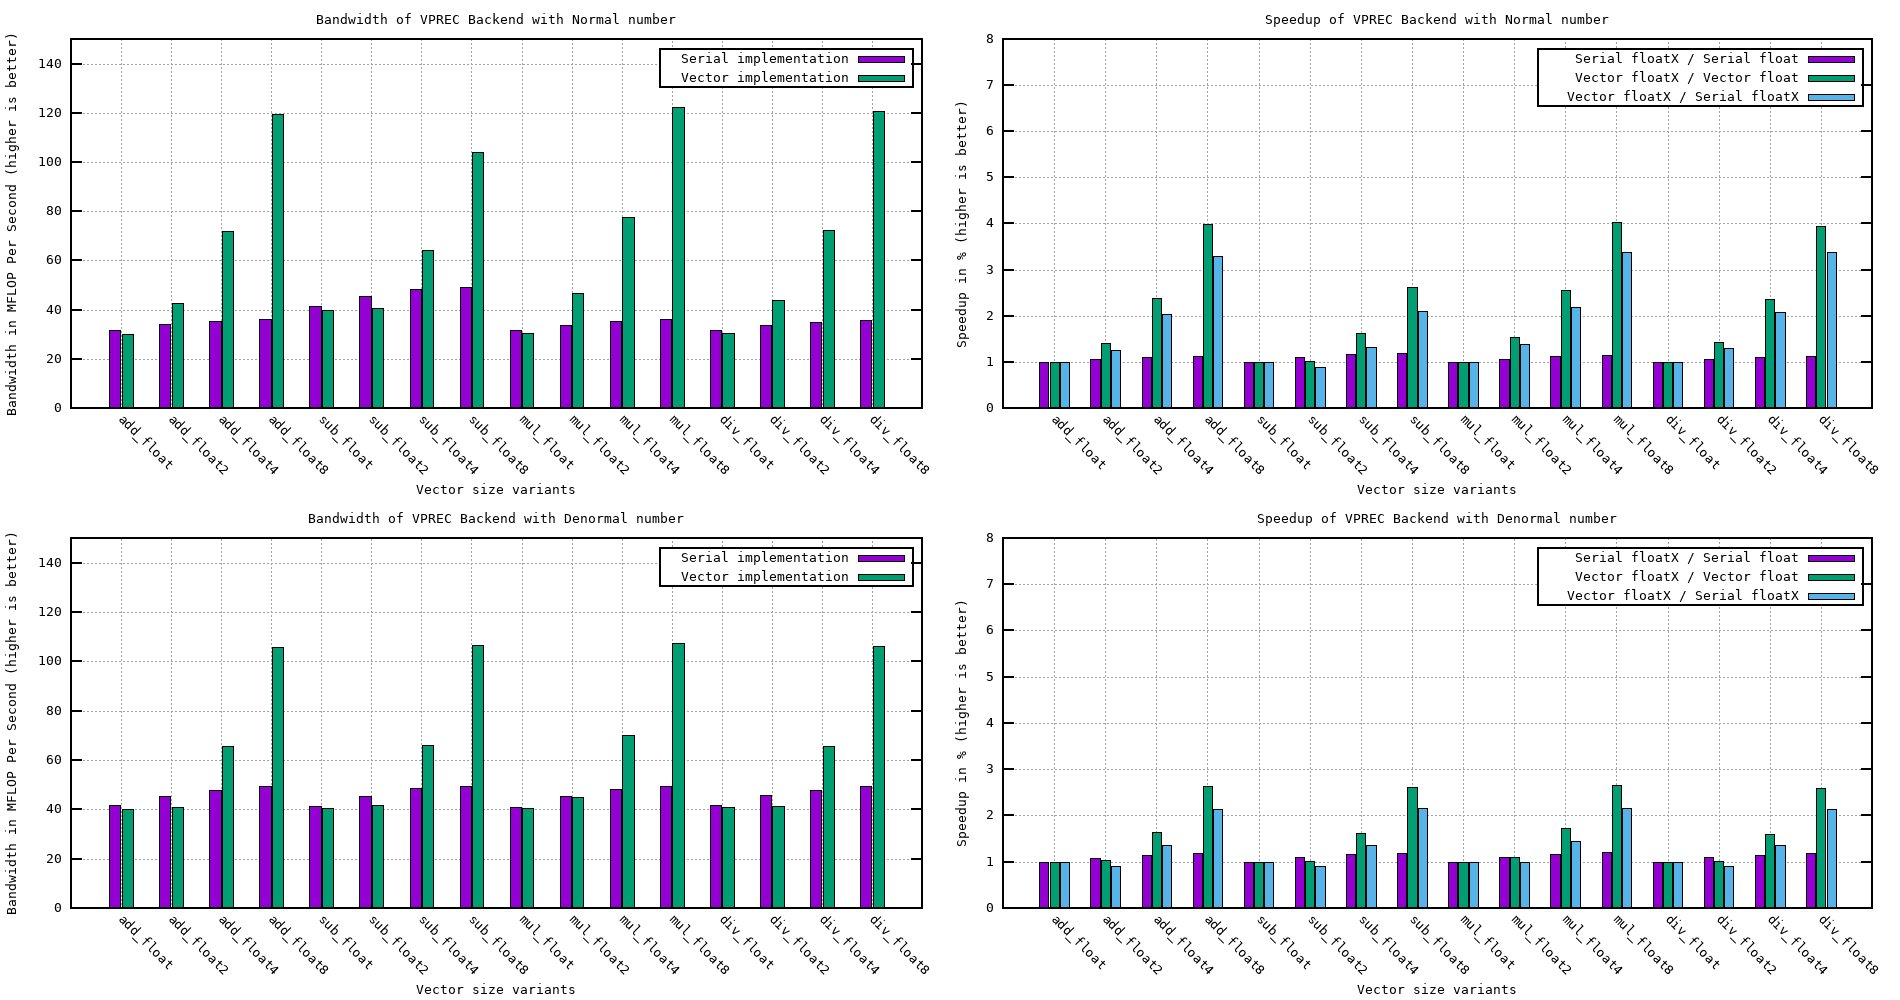 Bandwidth of VPREC Backend with Normal number
Bandwidth in MFLOP Per Second (higher is better)
140
120
100
80
60
40
20
0
Serial implementation
Vector implementation
add_float
add_float2
add_float4
add_float8
sub_float
sub_float2
sub_float4
sub_float8
mul_float
mul_float2
mul_float4
mul_float8
div_float
div_float2
div_float4
div_float8
Vector size variants
Speedup of VPREC Backend with Normal number
Speedup in % (higher is better)
8
7
6
5
4
3
2
1
0
Serial floatX / Serial float
Vector floatX / Vector float
Vector floatX / Serial floatX
add_float
add_float2
add_float4
add_float8
sub_float
sub_float2
sub_float4
sub_float8
mul_float
mul_float2
mul_float4
mul_float8
div_float
div_float2
div_float4
div_float8
Vector size variants
Bandwidth of VPREC Backend with Denormal number
Bandwidth in MFLOP Per Second (higher is better)
140
120
100
80
60
40
20
0
Serial implementation
Vector implementation
add_float
add_float2
add_float4
add_float8
sub_float
sub_float2
sub_float4
sub_float8
mul_float
mul_float2
mul_float4
mul_float8
div_float
div_float2
div_float4
div_float8
Vector size variants
Speedup of VPREC Backend with Denormal number
Speedup in % (higher is better)
8
7
6
5
4
3
2
1
0
Serial floatX / Serial float
Vector floatX / Vector float
Vector floatX / Serial floatX
add_float
add_float2
add_float4
add_float8
sub_float
sub_float2
sub_float4
sub_float8
mul_float
mul_float2
mul_float4
mul_float8
div_float
div_float2
div_float4
div_float8
Vector size variants